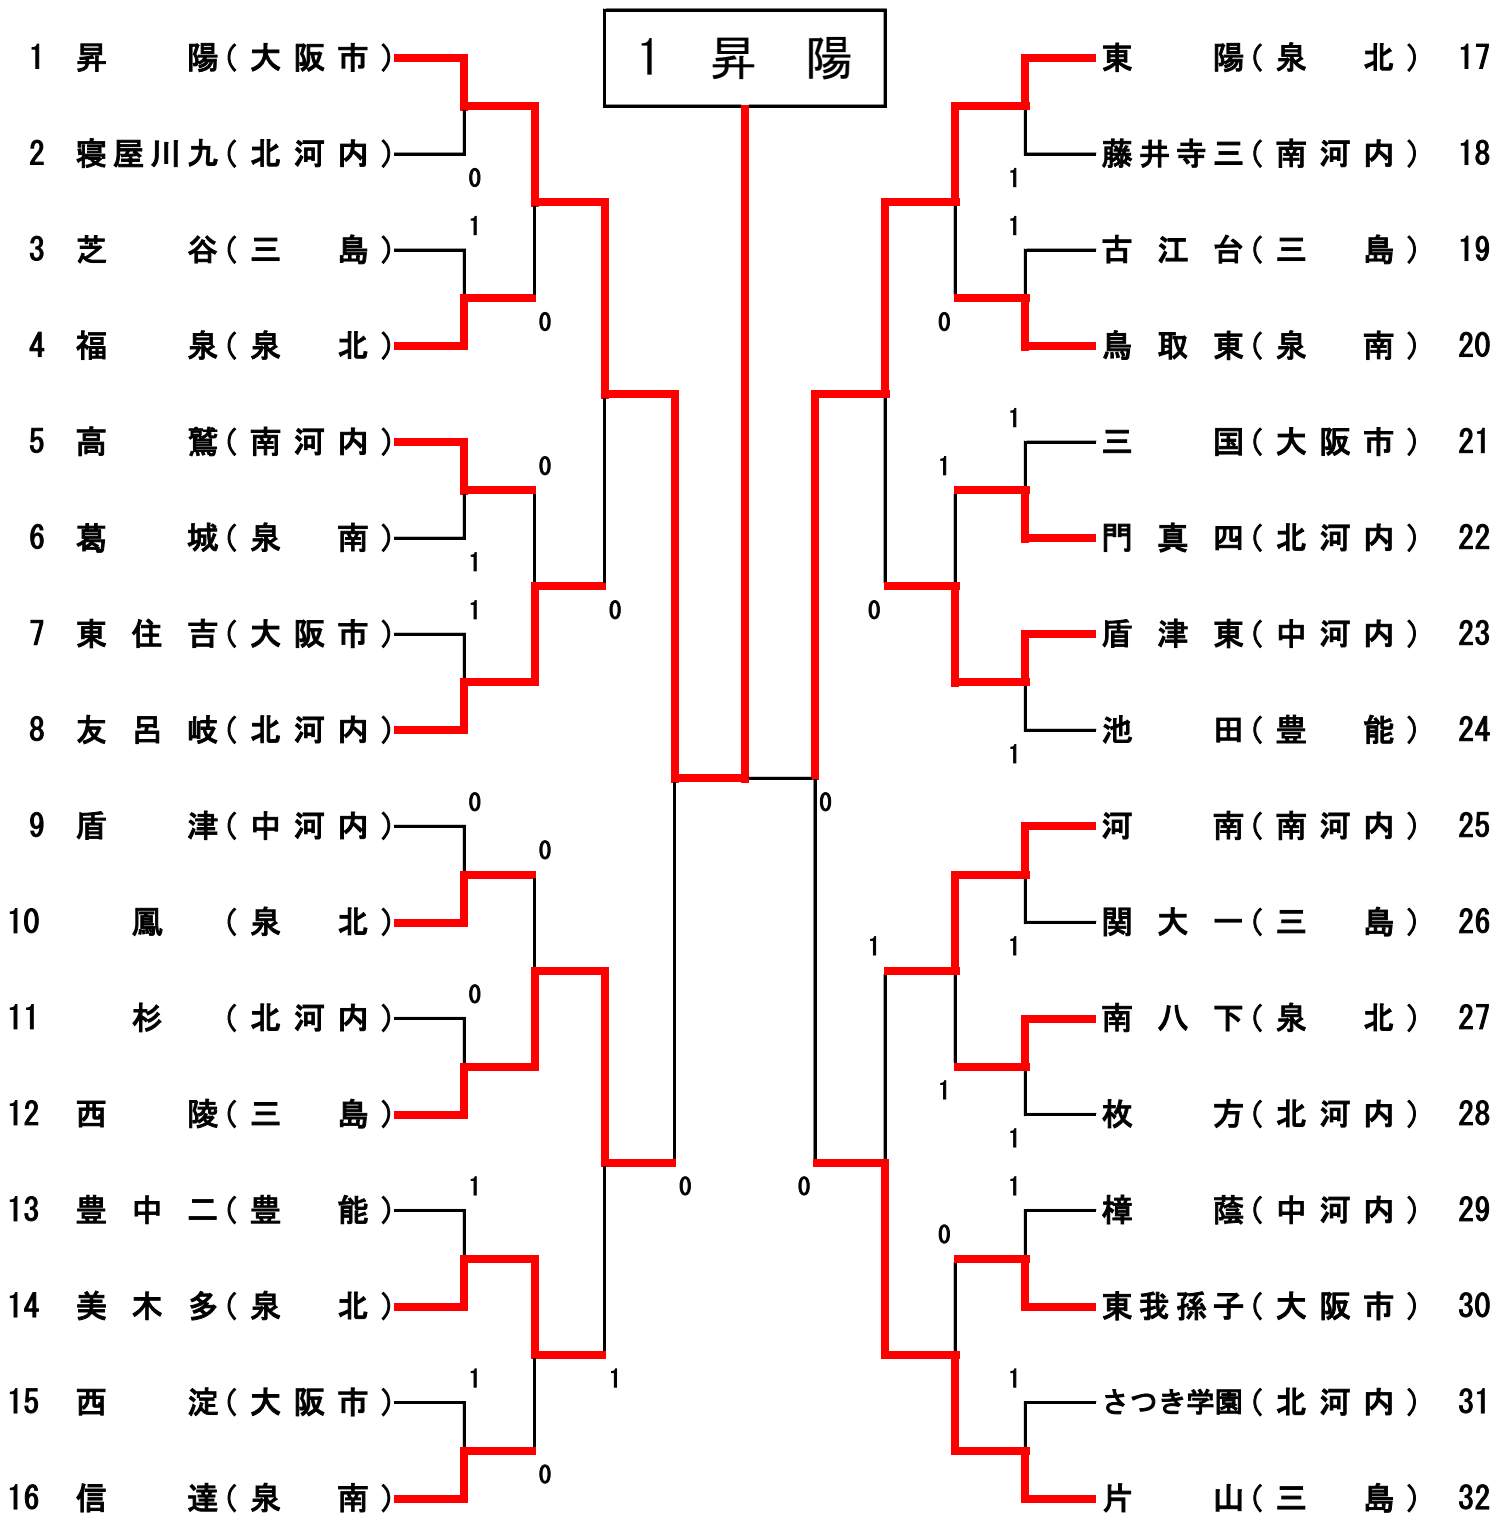 1 昇 陽
1 昇 陽(大阪市)
0
2 寝屋川九(北河内)
1
3 芝 谷(三 島)
0
4 福 泉(泉 北)
5 高 鷲(南河内)
0
6 葛 城(泉 南)
1
0
7 東住吉(大阪市)
1
8 友呂岐(北河内)
0
9 盾 津(中河内)
0
10 鳳 (泉 北)
11 杉 (北河内)
0
12 西 陵(三 島)
0
13 豊中二(豊 能)
1
14 美木多(泉 北)
1
15 西 淀(大阪市)
1
0
16 信 達(泉 南)
東 陽(泉 北) 17
藤井寺三(南河内) 18
1
1
古江台(三 島) 19
0
鳥取東(泉 南) 20
1
三 国(大阪市) 21
1
門真四(北河内) 22
0
盾津東(中河内) 23
池 田(豊 能) 24
1
0
河 南(南河内) 25
関大一(三 島) 26
1
1
南八下(泉 北) 27
1
枚 方(北河内) 28
1
0
1
樟 蔭(中河内) 29
0
東我孫子(大阪市) 30
1
さつき学園(北河内) 31
片 山(三 島) 32